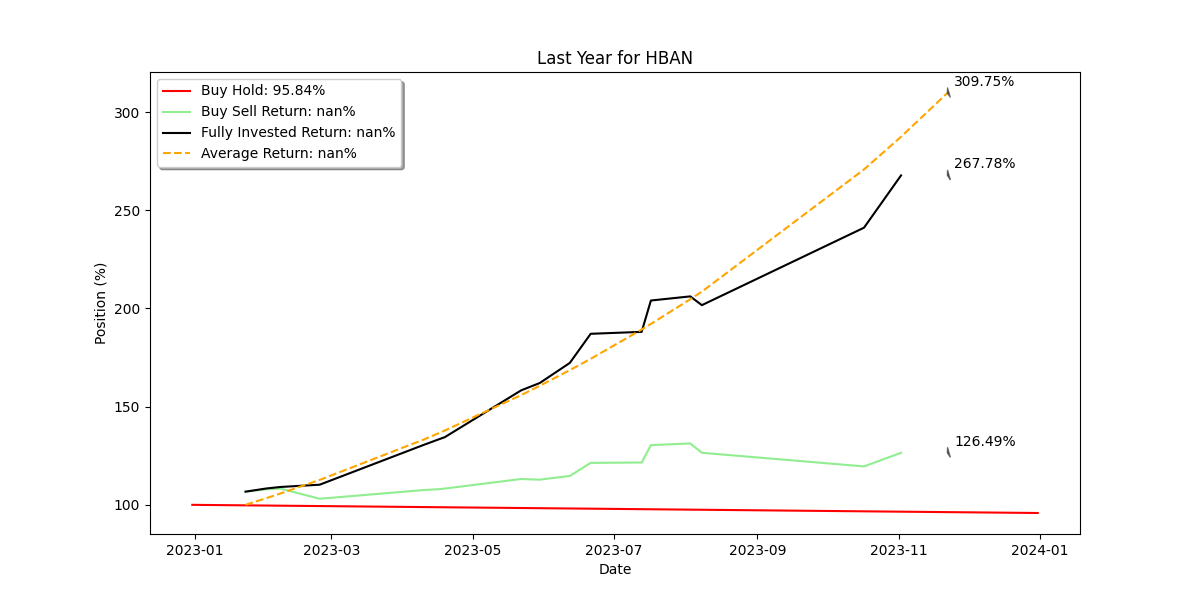 Last Year for HBAN
Buy Hold: 95.84%
Buy Sell Return: nan%
Fully Invested Return: nan%
Average Return: nan%
309.75%
267.78%
126.49%
300
250
200
150
100
Position (%)
2023-01
2023-03
2023-05
2023-07
2023-09
2023-11
2024-01
Date